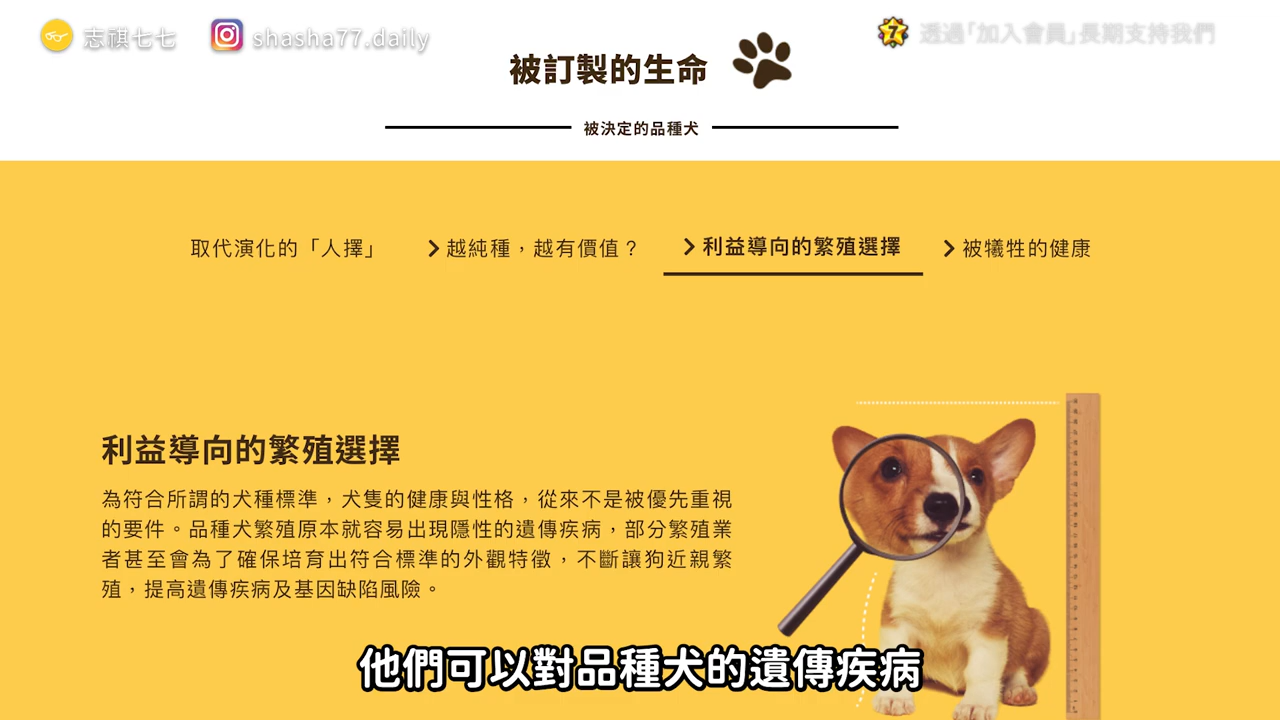 志祺七七
shasha77.daily
7
透過「加入會員」長期支持我們
被訂製的生命
被決定的品種犬
取代演化的「人擇」
越純種，越有價值？
利益導向的繁殖選擇
被犧牲的健康
利益導向的繁殖選擇
為符合所謂的犬種標準，犬隻的健康與性格，從來不是被優先重視
的要件。品種犬繁殖原本就容易出現隱性的遺傳疾病，部分繁殖業
者甚至會為了確保培育出符合標準的外觀特徵，不斷讓狗近親繁
殖，提高遺傳疾病及基因缺陷風險。
他們可以對品種犬的遺傳疾病